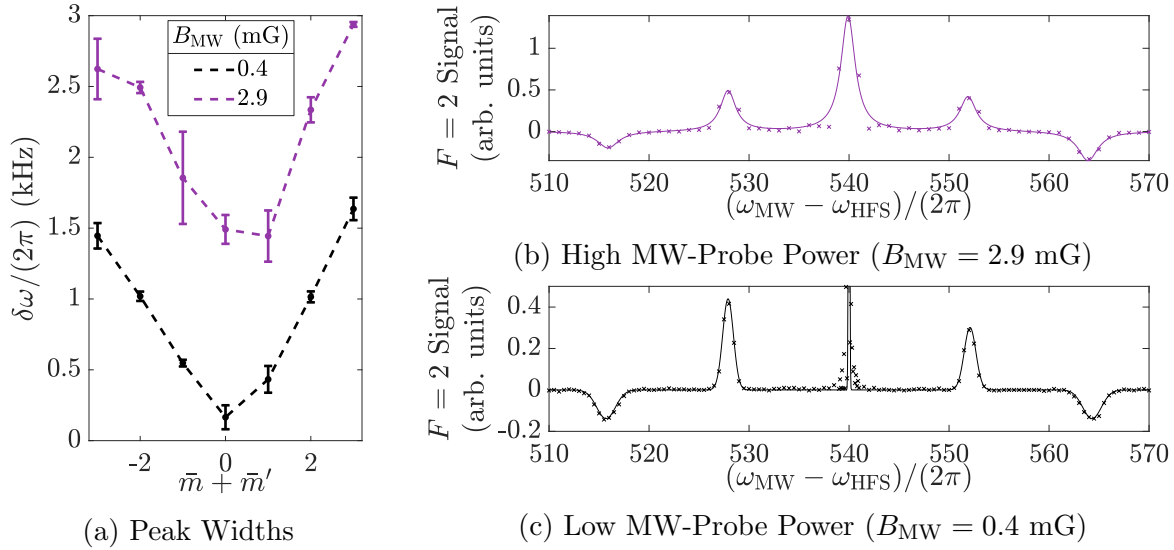 3
2.5
2
1.5
1
0.5
0
δω/(2π) (kHz)
B_MW (mG)
0.4
2.9
-2 0 2
m̄ + m̄′
(a) Peak Widths
F = 2 Signal
(arb. units)
1
0.5
0
510 520 530 540 550 560 570
(ω_MW − ω_HFS)/(2π)
(b) High MW-Probe Power (B_MW = 2.9 mG)
F = 2 Signal
(arb. units)
0.4
0.2
0
-0.2
510 520 530 540 550 560 570
(ω_MW − ω_HFS)/(2π)
(c) Low MW-Probe Power (B_MW = 0.4 mG)